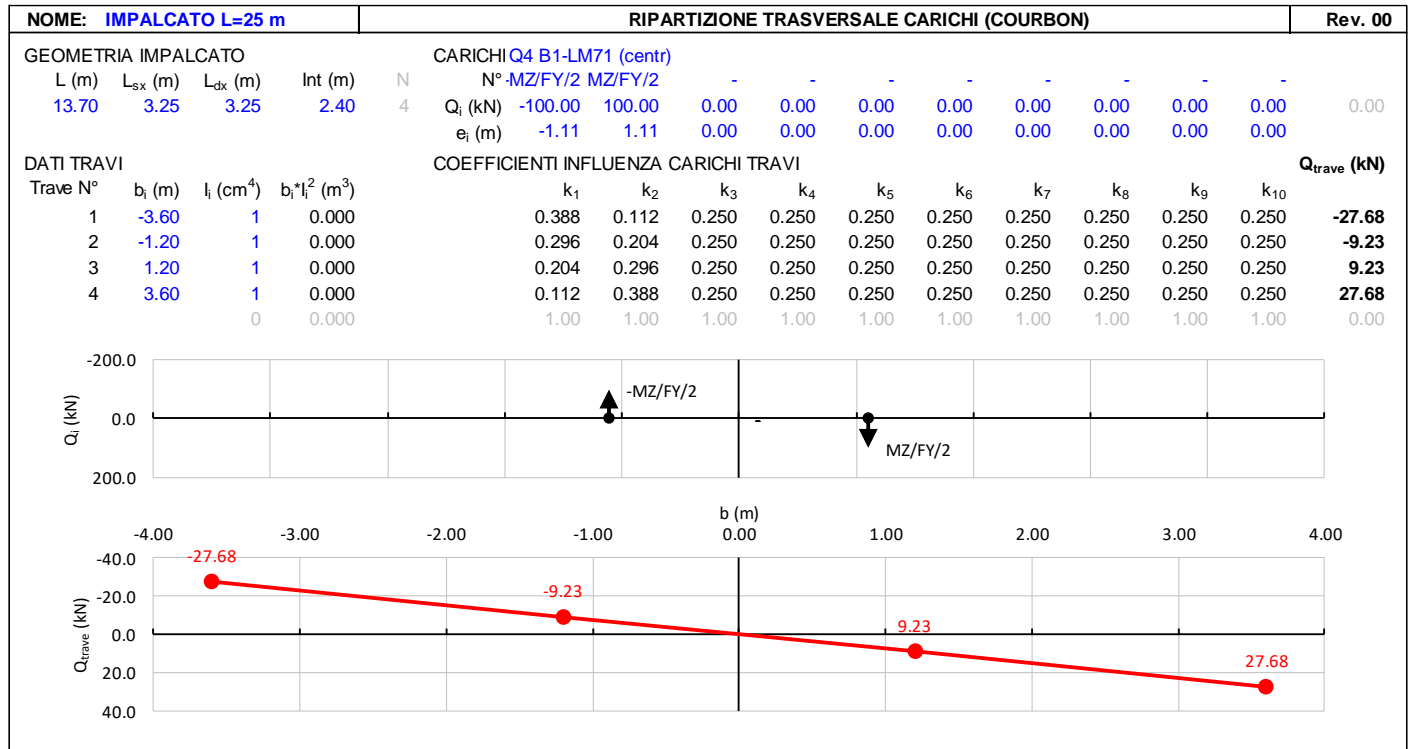 NOME: IMPALCATO L=25 m RIPARTIZIONE TRASVERSALE CARICHI (COURBON) Rev. 00
GEOMETRIA IMPALCATO CARICHI Q4 B1-LM71 (centr)
L (m) Lsx (m) Ldx (m) Int (m) N N° -MZ/FY/2 MZ/FY/2 - - - - - - - -
13.70 3.25 3.25 2.40 4 Qi (kN) -100.00 100.00 0.00 0.00 0.00 0.00 0.00 0.00 0.00 0.00 0.00
ei (m) -1.11 1.11 0.00 0.00 0.00 0.00 0.00 0.00 0.00 0.00
DATI TRAVI COEFFICIENTI INFLUENZA CARICHI TRAVI Qtrave (kN)
Trave N° bi (m) Ii (cm4) bi*Ii2 (m3) k1 k2 k3 k4 k5 k6 k7 k8 k9 k10
1 -3.60 1 0.000 0.388 0.112 0.250 0.250 0.250 0.250 0.250 0.250 0.250 0.250 -27.68
2 -1.20 1 0.000 0.296 0.204 0.250 0.250 0.250 0.250 0.250 0.250 0.250 0.250 -9.23
3 1.20 1 0.000 0.204 0.296 0.250 0.250 0.250 0.250 0.250 0.250 0.250 0.250 9.23
4 3.60 1 0.000 0.112 0.388 0.250 0.250 0.250 0.250 0.250 0.250 0.250 0.250 27.68
0 0.000 1.00 1.00 1.00 1.00 1.00 1.00 1.00 1.00 1.00 1.00 0.00
-200.0
-MZ/FY/2
Qi (kN)
0.0
-
MZ/FY/2
200.0
b (m)
-4.00 -3.00 -2.00 -1.00 0.00 1.00 2.00 3.00 4.00
-40.0
-27.68
-9.23
-20.0
Qtrave (kN)
0.0
9.23
27.68
20.0
40.0